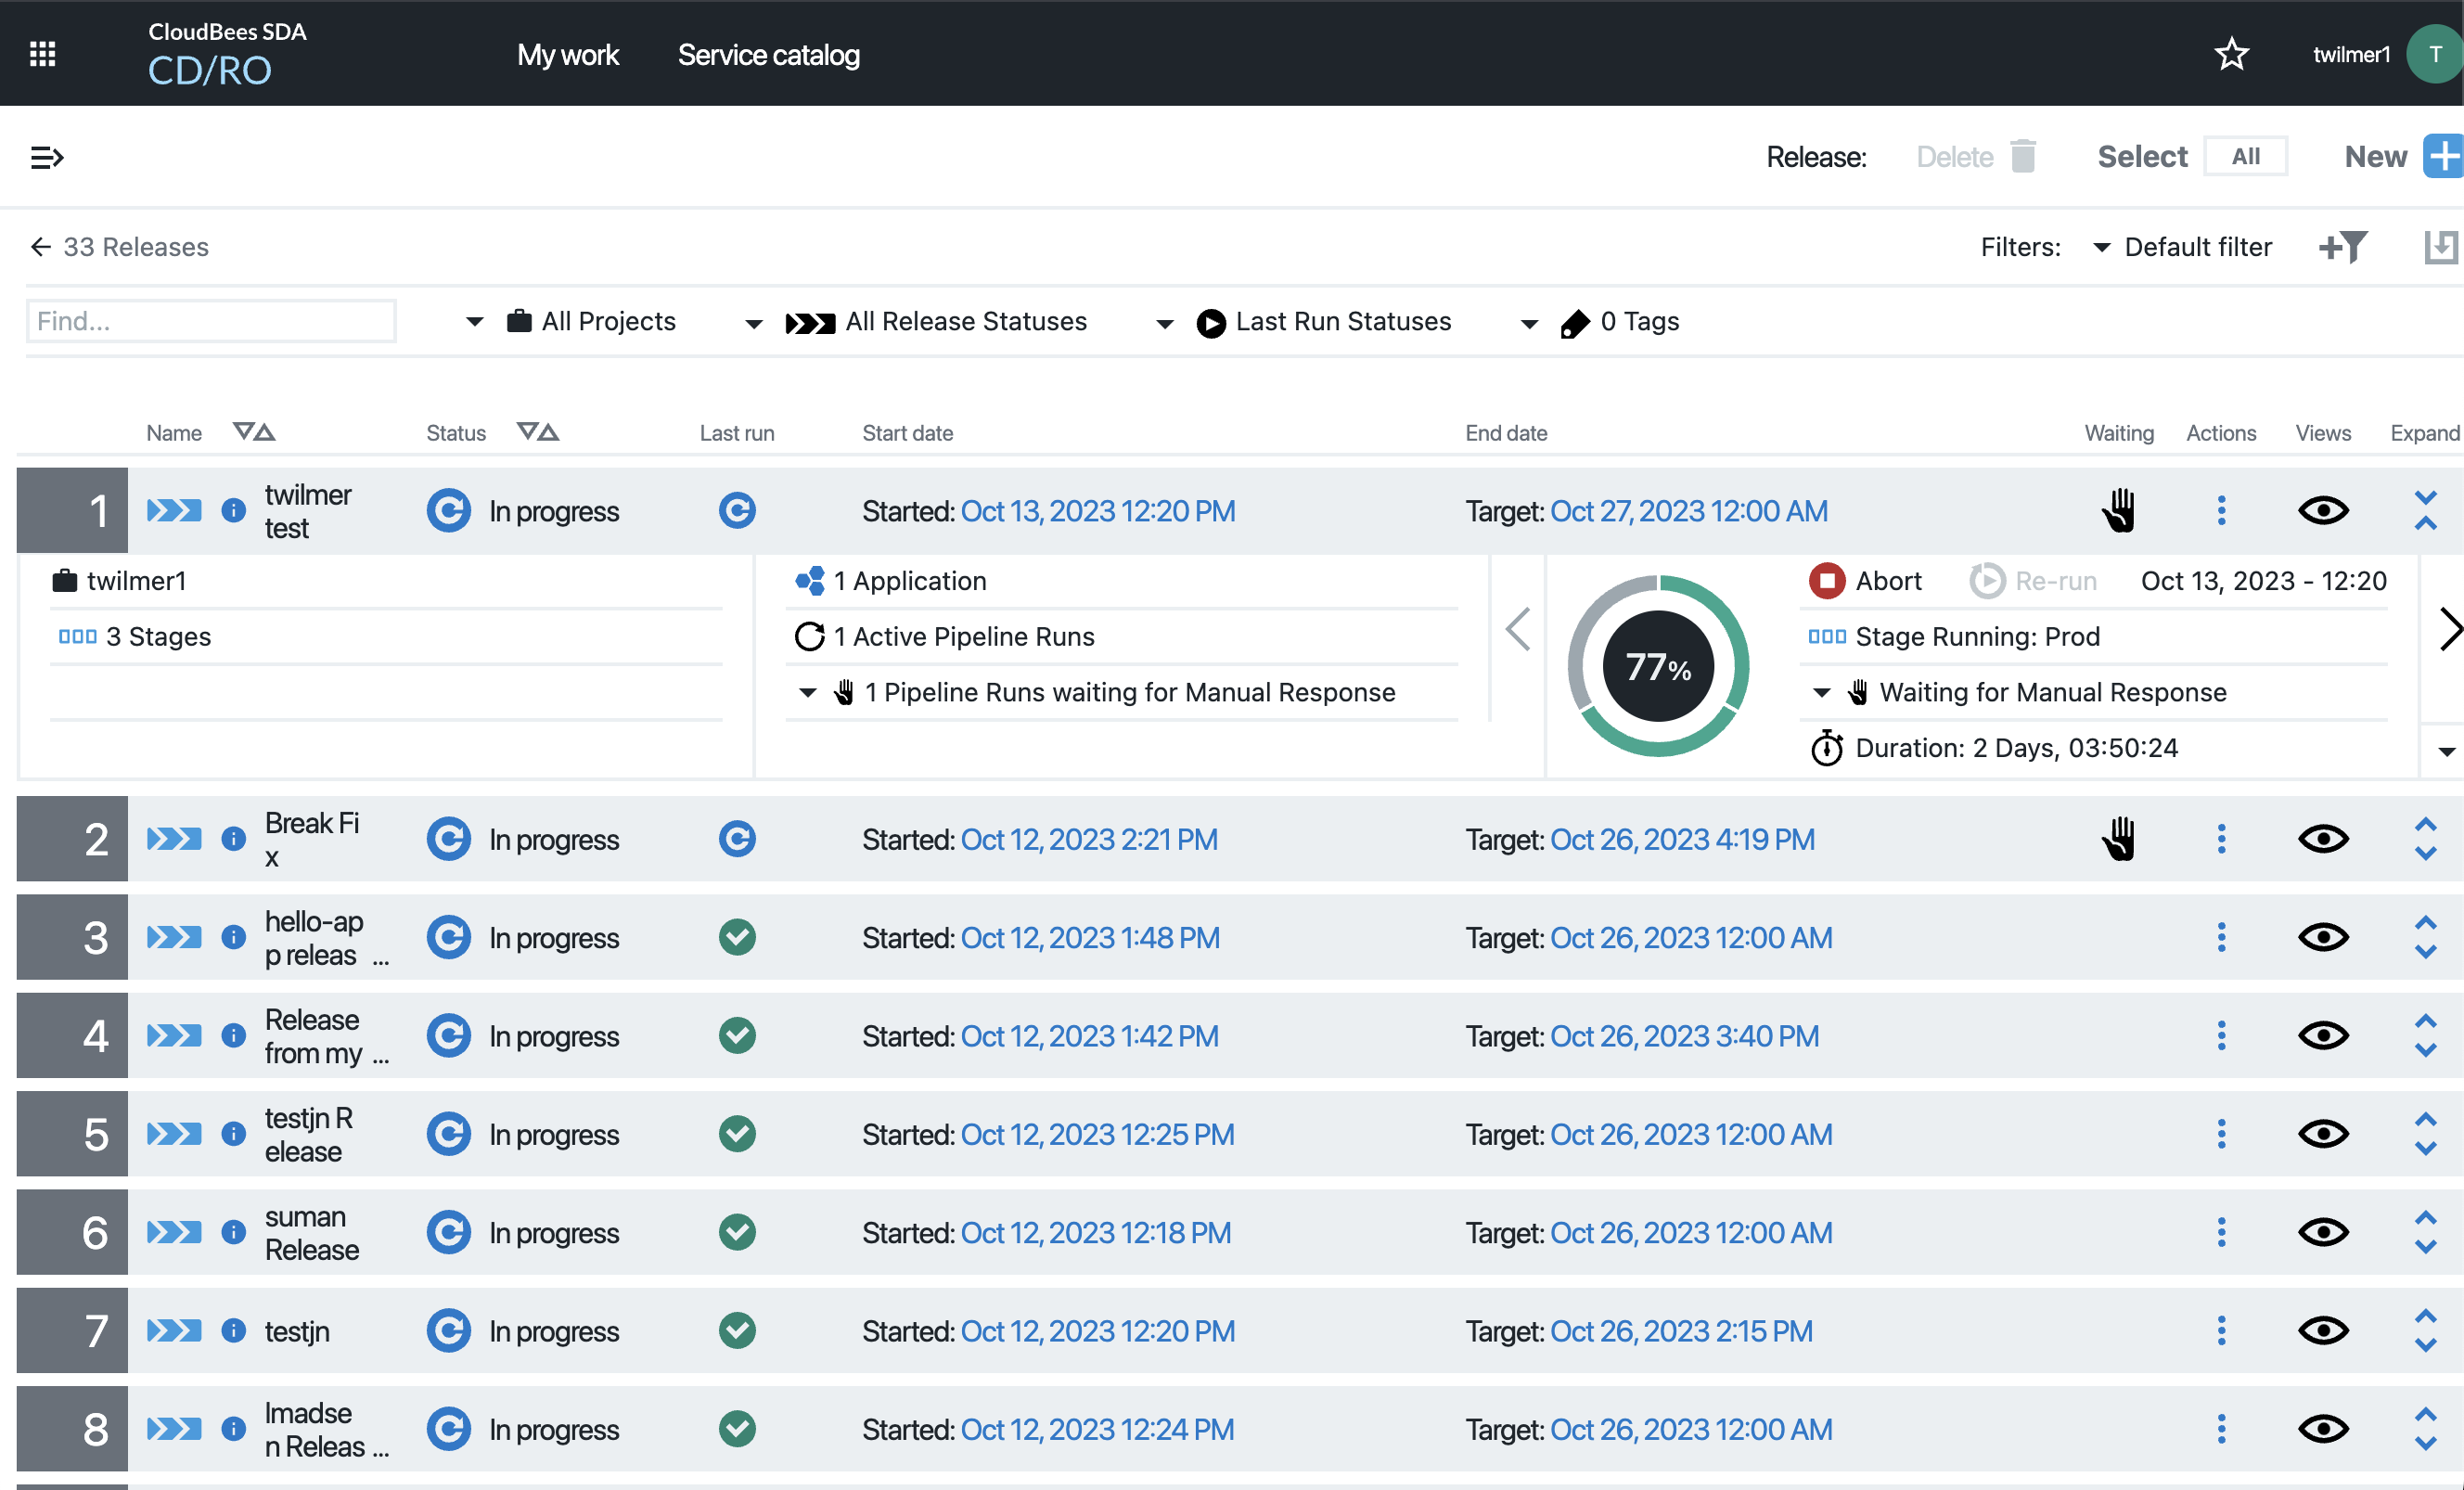 CloudBees SDA
CD/RO
My work
Service catalog
twilmer1
T
Release:
Delete
Select
All
New
33 Releases
Filters:
Default filter
Find...
All Projects
All Release Statuses
Last Run Statuses
0 Tags
Name
Status
Last run
Start date
End date
Waiting
Actions
Views
Expand
1
twilmer
test
In progress
Started: Oct 13, 2023 12:20 PM
Target: Oct 27, 2023 12:00 AM
twilmer1
3 Stages
1 Application
1 Active Pipeline Runs
1 Pipeline Runs waiting for Manual Response
77%
Abort
Re-run
Oct 13, 2023 - 12:20
Stage Running: Prod
Waiting for Manual Response
Duration: 2 Days, 03:50:24
2
Break Fi
x
In progress
Started: Oct 12, 2023 2:21 PM
Target: Oct 26, 2023 4:19 PM
3
hello-ap
p releas ...
In progress
Started: Oct 12, 2023 1:48 PM
Target: Oct 26, 2023 12:00 AM
4
Release
from my ...
In progress
Started: Oct 12, 2023 1:42 PM
Target: Oct 26, 2023 3:40 PM
5
testjn R
elease
In progress
Started: Oct 12, 2023 12:25 PM
Target: Oct 26, 2023 12:00 AM
6
suman
Release
In progress
Started: Oct 12, 2023 12:18 PM
Target: Oct 26, 2023 12:00 AM
7
testjn
In progress
Started: Oct 12, 2023 12:20 PM
Target: Oct 26, 2023 2:15 PM
8
lmadse
n Releas ...
In progress
Started: Oct 12, 2023 12:24 PM
Target: Oct 26, 2023 12:00 AM